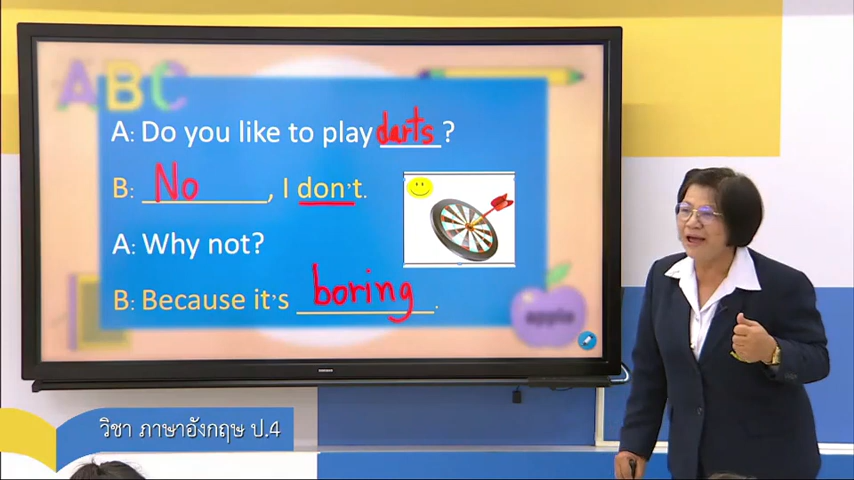 ABC
A: Do you like to play darts?
B: No, I don't.
A: Why not?
B: Because it's boring.
apple
วิชา ภาษาอังกฤษ ป.4